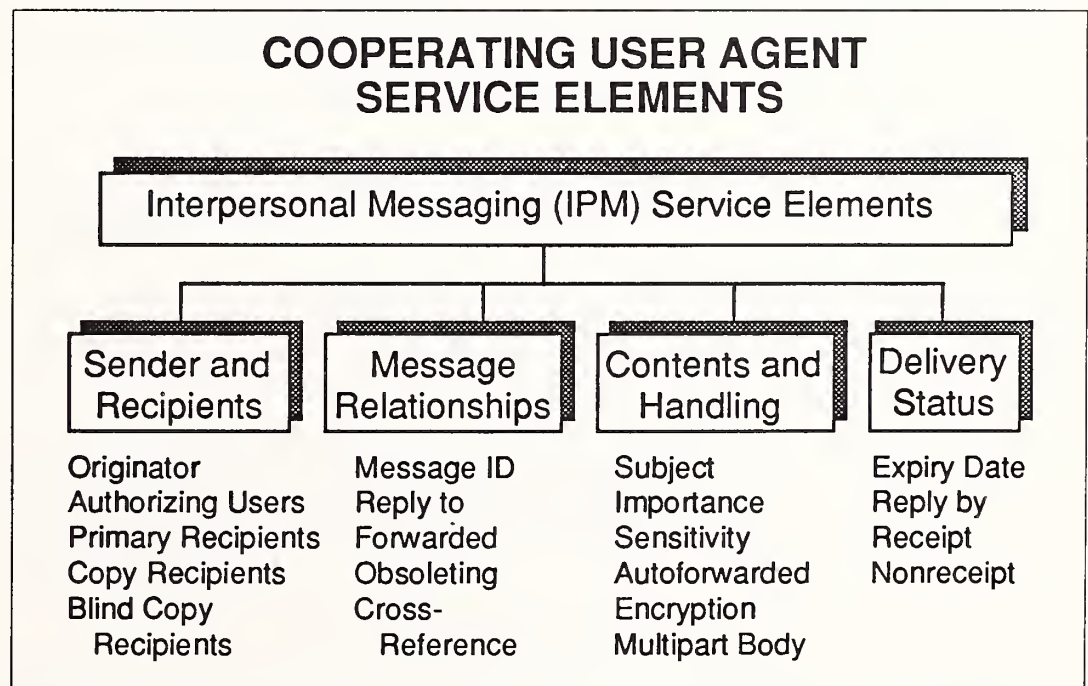 COOPERATING USER AGENT
SERVICE ELEMENTS
Interpersonal Messaging (IPM) Service Elements
Sender and
Recipients
Originator
Authorizing Users
Primary Recipients
Copy Recipients
Blind Copy
Recipients
Message
Relationships
Message ID
Reply to
Forwarded
Obsoleting
Cross-
Reference
Contents and
Handling
Subject
Importance
Sensitivity
Autoforwarded
Encryption
Multipart Body
Delivery
Status
Expiry Date
Reply by
Receipt
Nonreceipt